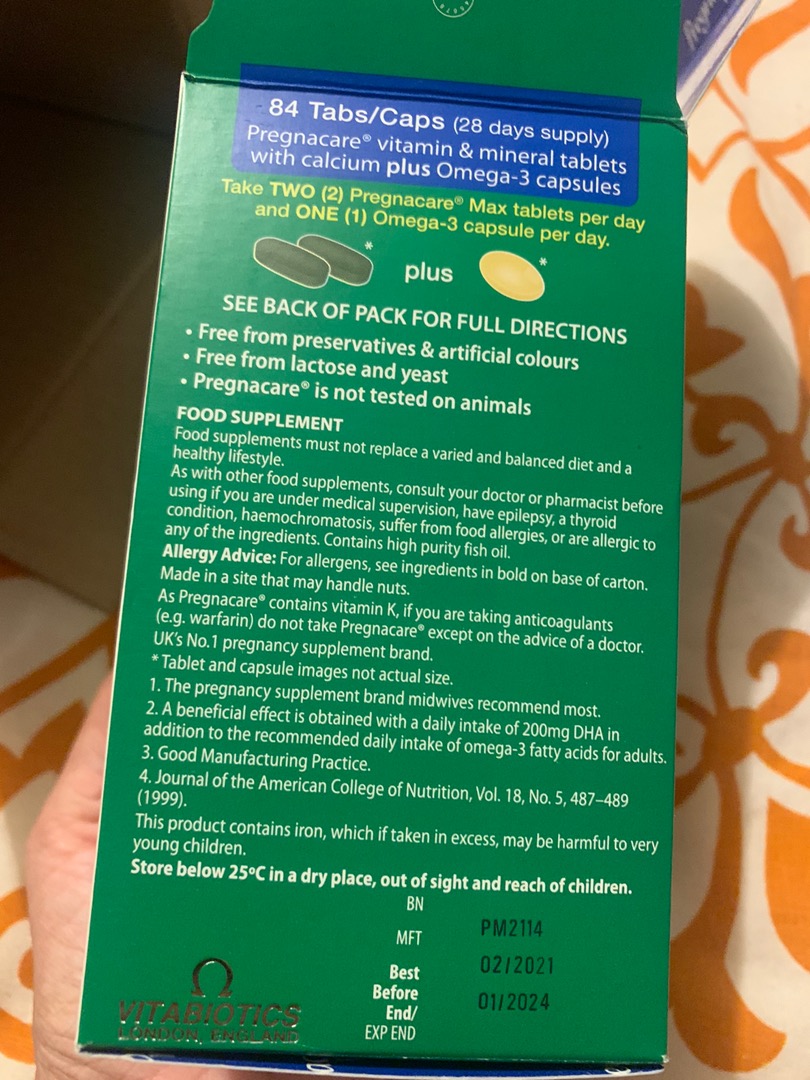 84 Tabs/Caps (28 days supply)
Pregnacare® vitamin & mineral tablets
with calcium plus Omega-3 capsules
Take TWO (2) Pregnacare® Max tablets per day
and ONE (1) Omega-3 capsule per day.
* plus *
SEE BACK OF PACK FOR FULL DIRECTIONS
• Free from preservatives & artificial colours
• Free from lactose and yeast
• Pregnacare® is not tested on animals
FOOD SUPPLEMENT
Food supplements must not replace a varied and balanced diet and a
healthy lifestyle.
As with other food supplements, consult your doctor or pharmacist before
using if you are under medical supervision, have epilepsy, a thyroid
condition, haemochromatosis, suffer from food allergies, or are allergic to
any of the ingredients. Contains high purity fish oil.
Allergy Advice: For allergens, see ingredients in bold on base of carton.
Made in a site that may handle nuts.
As Pregnacare® contains vitamin K, if you are taking anticoagulants
(e.g. warfarin) do not take Pregnacare® except on the advice of a doctor.
UK's No.1 pregnancy supplement brand.
* Tablet and capsule images not actual size.
1. The pregnancy supplement brand midwives recommend most.
2. A beneficial effect is obtained with a daily intake of 200mg DHA in
addition to the recommended daily intake of omega-3 fatty acids for adults.
3. Good Manufacturing Practice.
4. Journal of the American College of Nutrition, Vol. 18, No. 5, 487–489
(1999).
This product contains iron, which if taken in excess, may be harmful to very
young children.
Store below 25ºC in a dry place, out of sight and reach of children.
BN PM2114
MFT 02/2021
Best
Before
End/ 01/2024
EXP END
VITABIOTICS
LONDON, ENGLAND